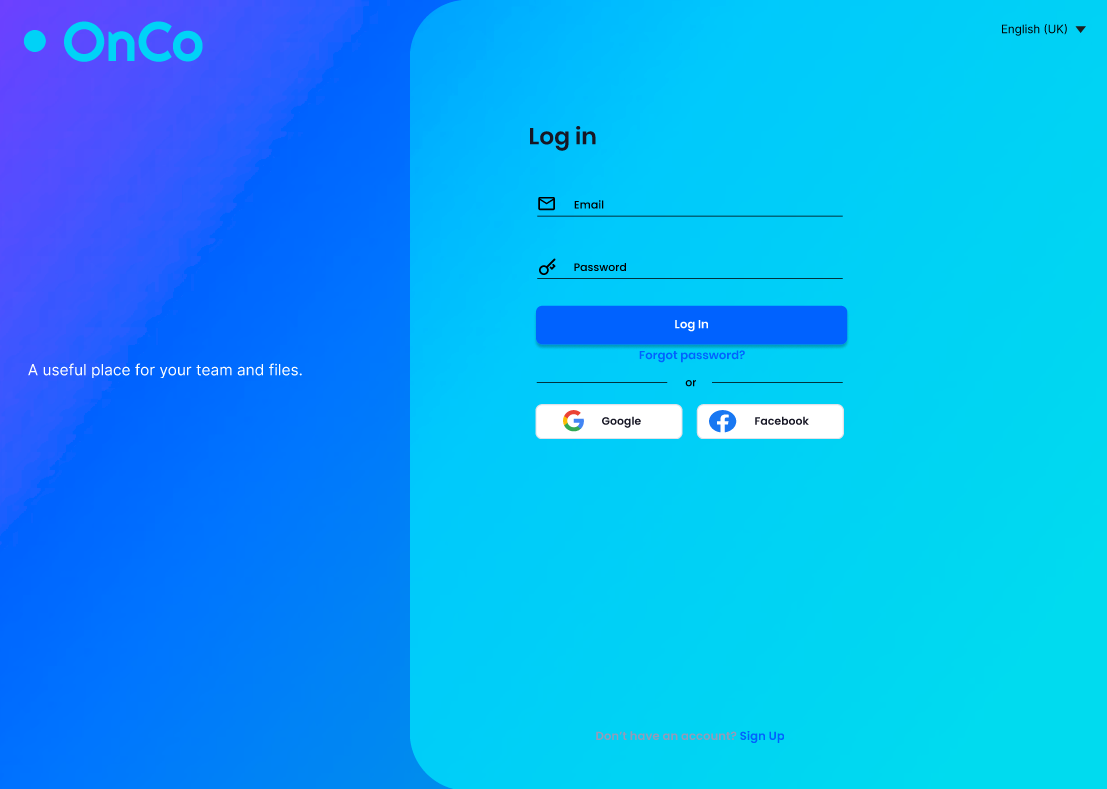 OnCo
English (UK)
Log in
Email
Password
Log In
Forgot password?
A useful place for your team and files.
or
Google
Facebook
Don't have an account? Sign Up